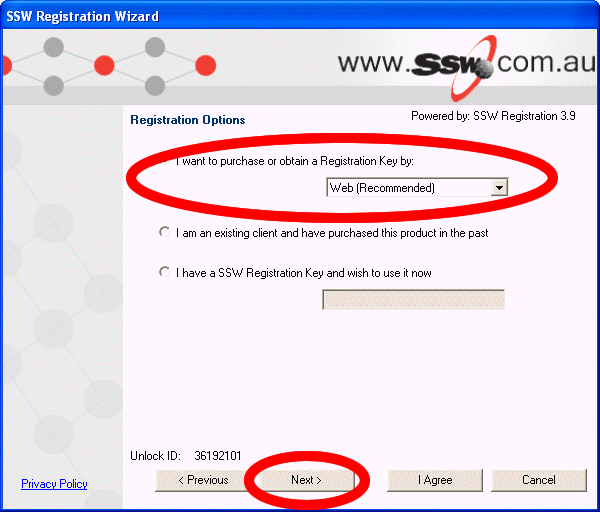 SSW Registration Wizard
www.SSW.com.au
Powered by: SSW Registration 3.9
Registration Options
I want to purchase or obtain a Registration Key by:
Web (Recommended)
I am an existing client and have purchased this product in the past
I have a SSW Registration Key and wish to use it now
Unlock ID: 36192101
Privacy Policy
< Previous
Next >
I Agree
Cancel